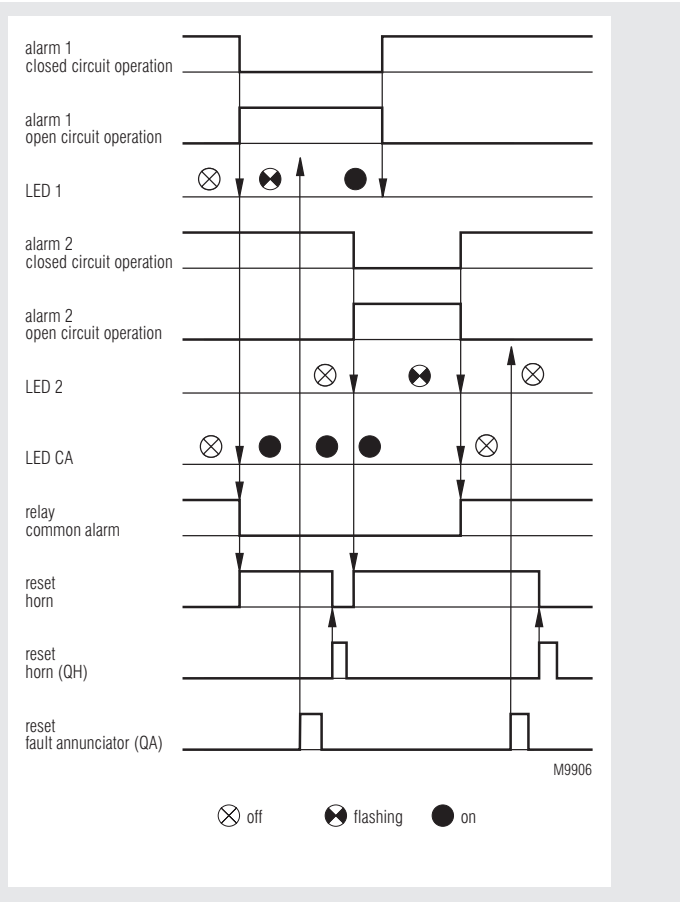 alarm 1
closed circuit operation
alarm 1
open circuit operation
LED 1
alarm 2
closed circuit operation
alarm 2
open circuit operation
LED 2
LED CA
relay
common alarm
reset
horn
reset
horn (QH)
reset
fault annunciator (QA)
M9906
off
flashing
on